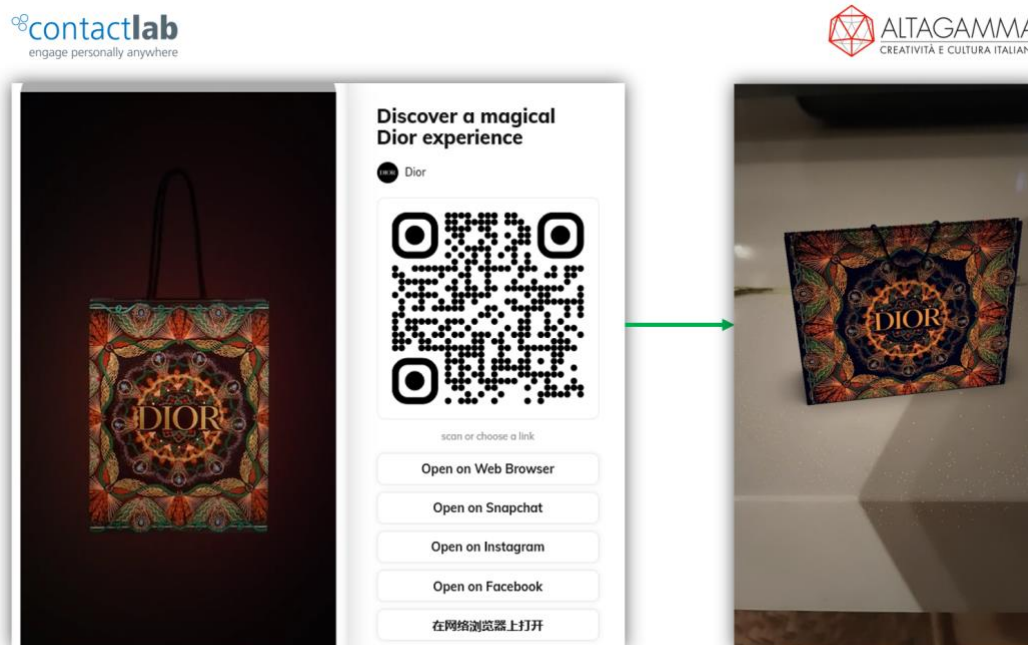 contactlab
engage personally anywhere
ALTAGAMMA
CREATIVITÀ E CULTURA ITALIAN
Discover a magical
Dior experience
DIOR
Dior
DIOR
scan or choose a link
Open on Web Browser
Open on Snapchat
Open on Instagram
Open on Facebook
在网络浏览器上打开
DIOR